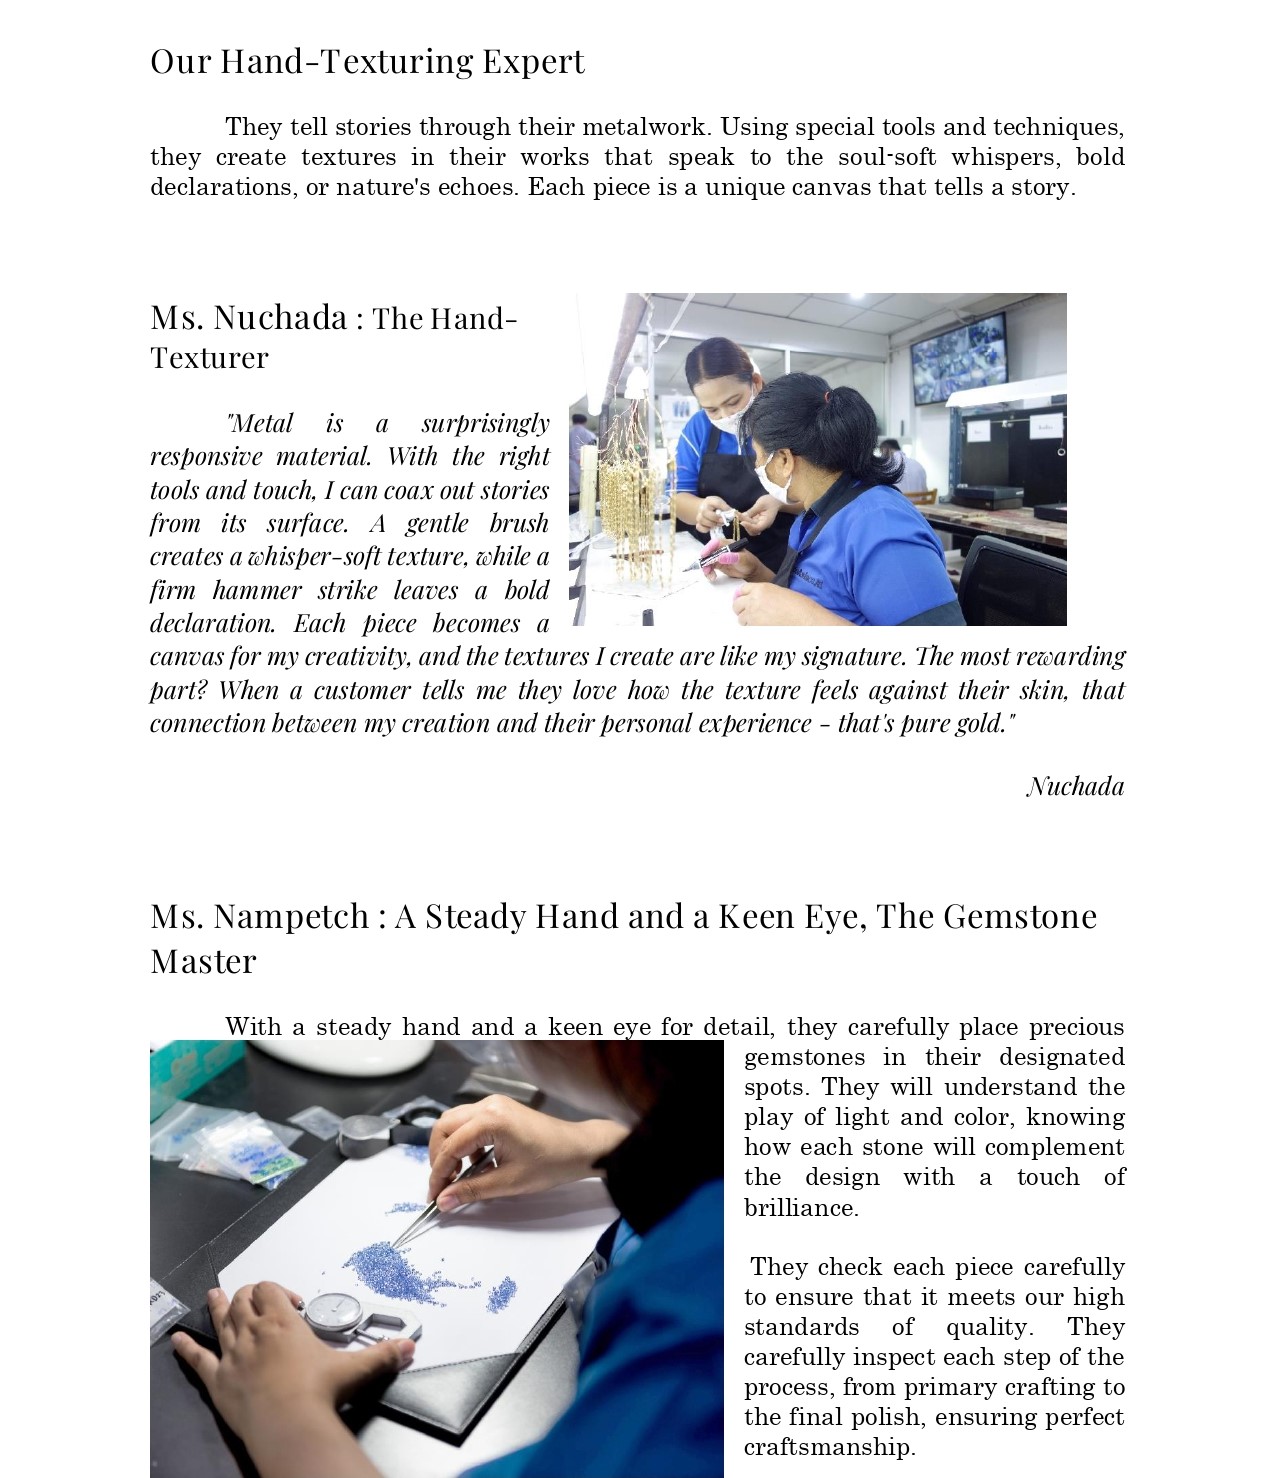 Our Hand-Texturing Expert
They tell stories through their metalwork. Using special tools and techniques,
they create textures in their works that speak to the soul-soft whispers, bold
declarations, or nature's echoes. Each piece is a unique canvas that tells a story.
Ms. Nuchada : The Hand-
Texturer
"Metal is a surprisingly
responsive material. With the right
tools and touch, I can coax out stories
from its surface. A gentle brush
creates a whisper-soft texture, while a
firm hammer strike leaves a bold
declaration. Each piece becomes a
canvas for my creativity, and the textures I create are like my signature. The most rewarding
part? When a customer tells me they love how the texture feels against their skin, that
connection between my creation and their personal experience - that's pure gold."
Nuchada
Ms. Nampetch : A Steady Hand and a Keen Eye, The Gemstone
Master
With a steady hand and a keen eye for detail, they carefully place precious
gemstones in their designated
spots. They will understand the
play of light and color, knowing
how each stone will complement
the design with a touch of
brilliance.
They check each piece carefully
to ensure that it meets our high
standards of quality. They
carefully inspect each step of the
process, from primary crafting to
the final polish, ensuring perfect
craftsmanship.